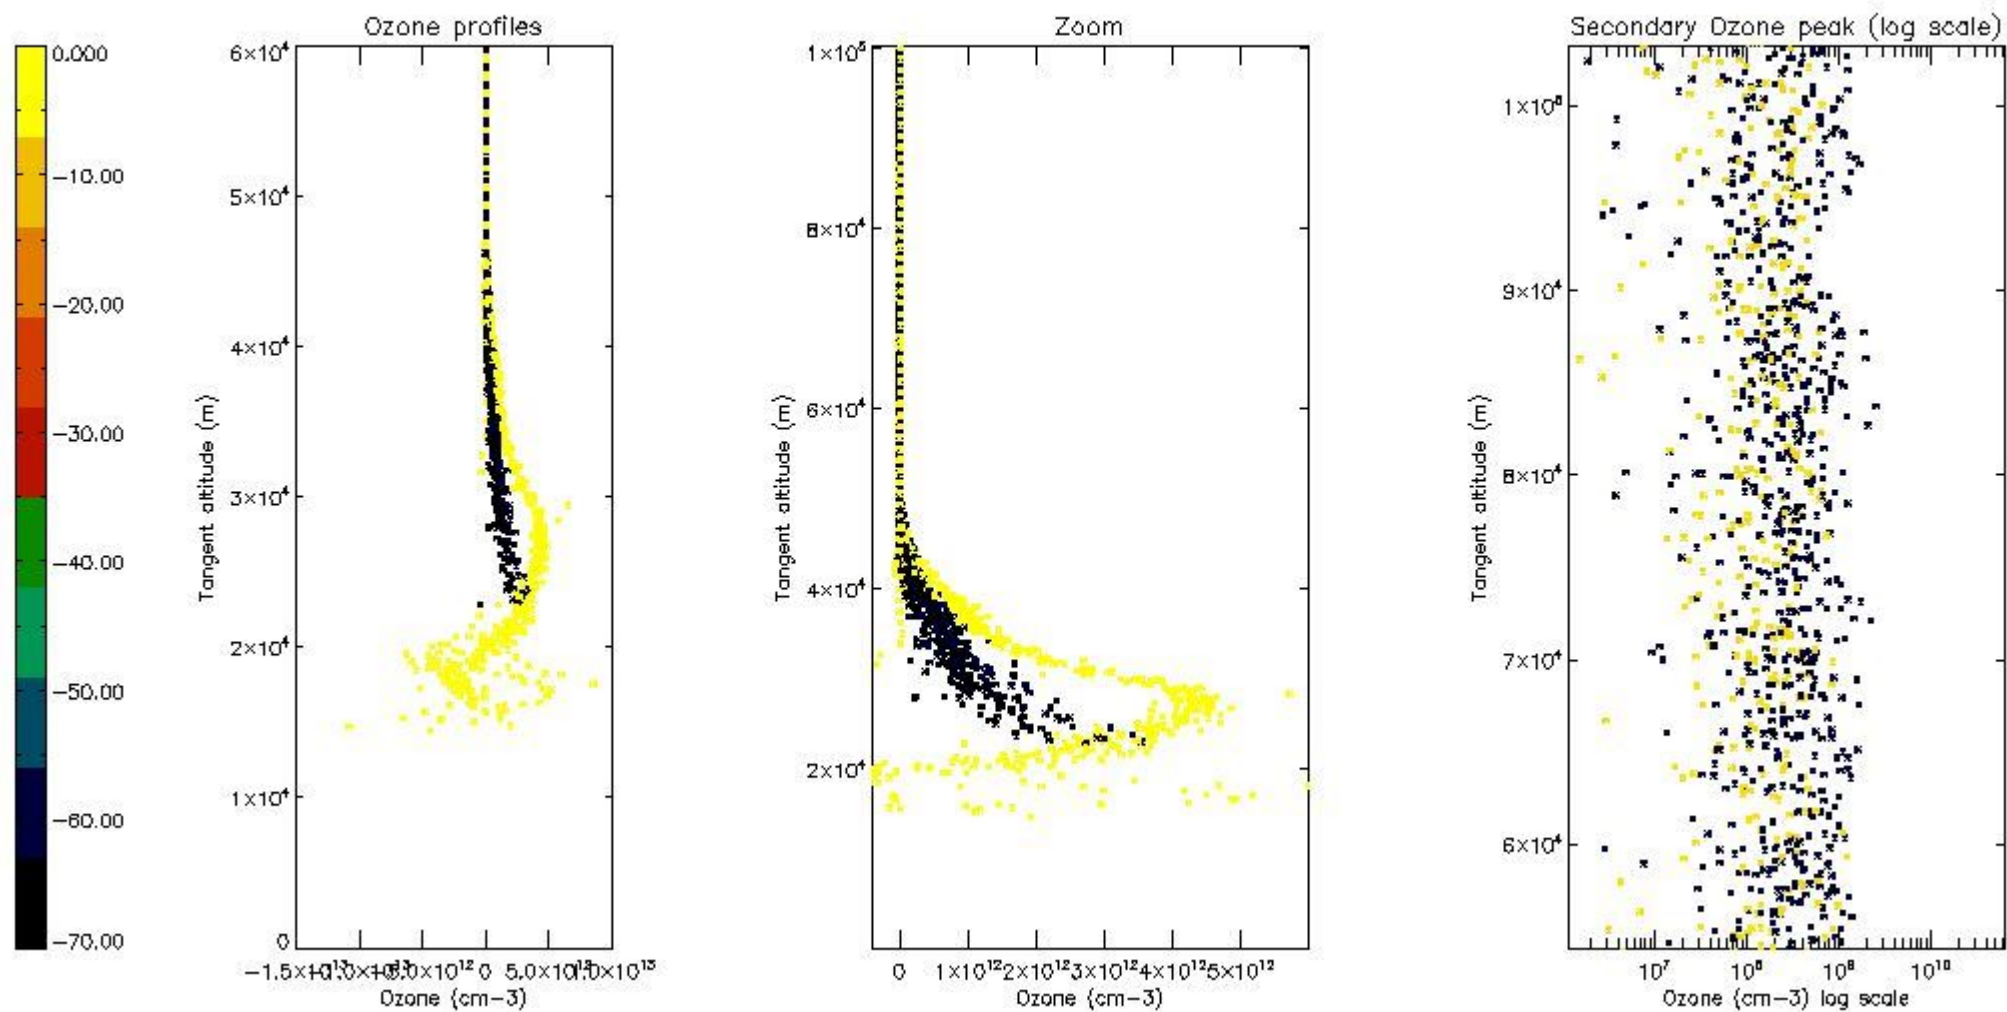 Ozone profiles
Zoom
Secondary Ozone peak (log scale)
0.000
−10.00
−20.00
−30.00
−40.00
−50.00
−60.00
−70.00
6×10⁴
5×10⁴
4×10⁴
3×10⁴
2×10⁴
1×10⁴
0
Tangent altitude (m)
0 5.0×10¹² 1.0×10¹³
Ozone (cm−3)
1×10⁵
8×10⁴
6×10⁴
4×10⁴
2×10⁴
Tangent altitude (m)
0 1×10¹² 2×10¹² 3×10¹² 4×10¹² 5×10¹²
Ozone (cm−3)
9×10⁴
8×10⁴
7×10⁴
6×10⁴
Tangent altitude (m)
10⁷ 10⁸ 10⁹ 10¹⁰
Ozone (cm−3) log scale